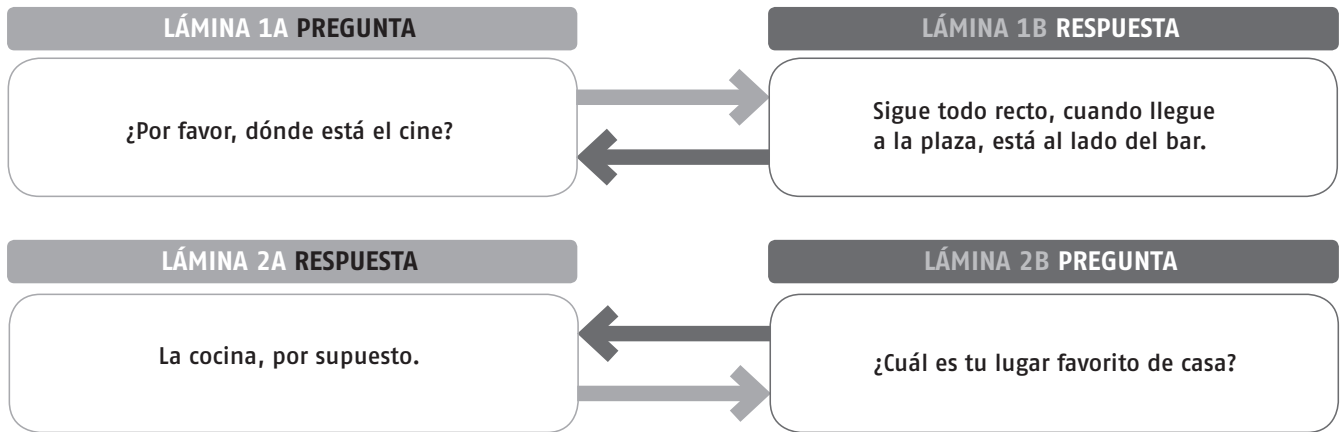 LÁMINA 1A PREGUNTA
¿Por favor, dónde está el cine?
LÁMINA 1B RESPUESTA
Sigue todo recto, cuando llegue
a la plaza, está al lado del bar.
LÁMINA 2A RESPUESTA
La cocina, por supuesto.
LÁMINA 2B PREGUNTA
¿Cuál es tu lugar favorito de casa?